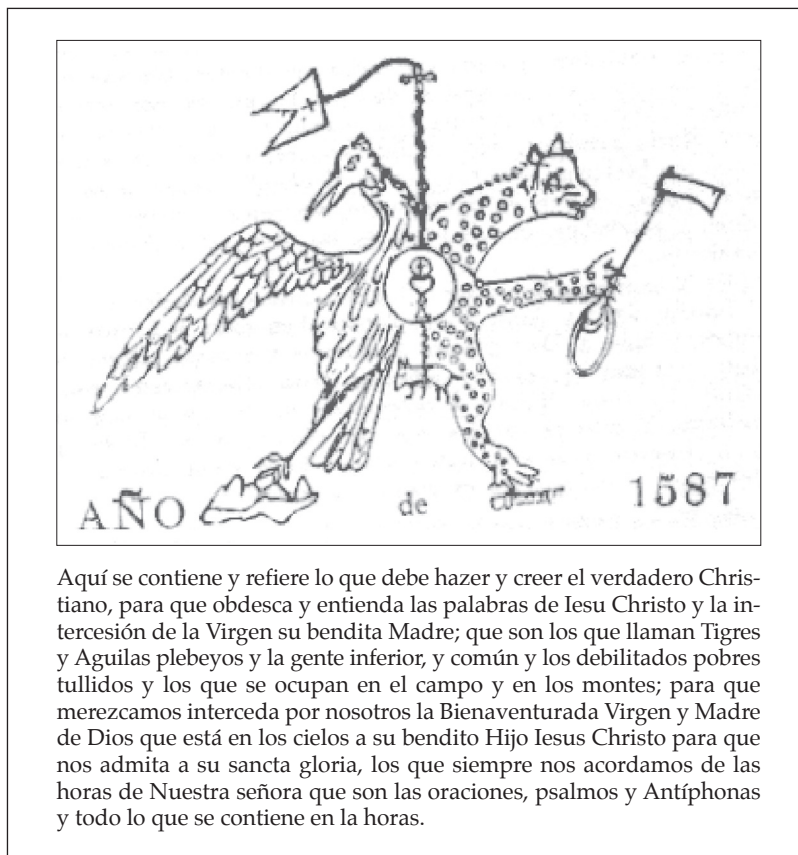 AÑO de 1587
Aquí se contiene y refiere lo que debe hazer y creer el verdadero Chris-
tiano, para que obdesca y entienda las palabras de Iesu Christo y la in-
tercesión de la Virgen su bendita Madre; que son los que llaman Tigres
y Aguilas plebeyos y la gente inferior, y común y los debilitados pobres
tullidos y los que se ocupan en el campo y en los montes; para que
merezcamos interceda por nosotros la Bienaventurada Virgen y Madre
de Dios que está en los cielos a su bendito Hijo Iesus Christo para que
nos admita a su sancta gloria, los que siempre nos acordamos de las
horas de Nuestra señora que son las oraciones, psalmos y Antíphonas
y todo lo que se contiene en la horas.